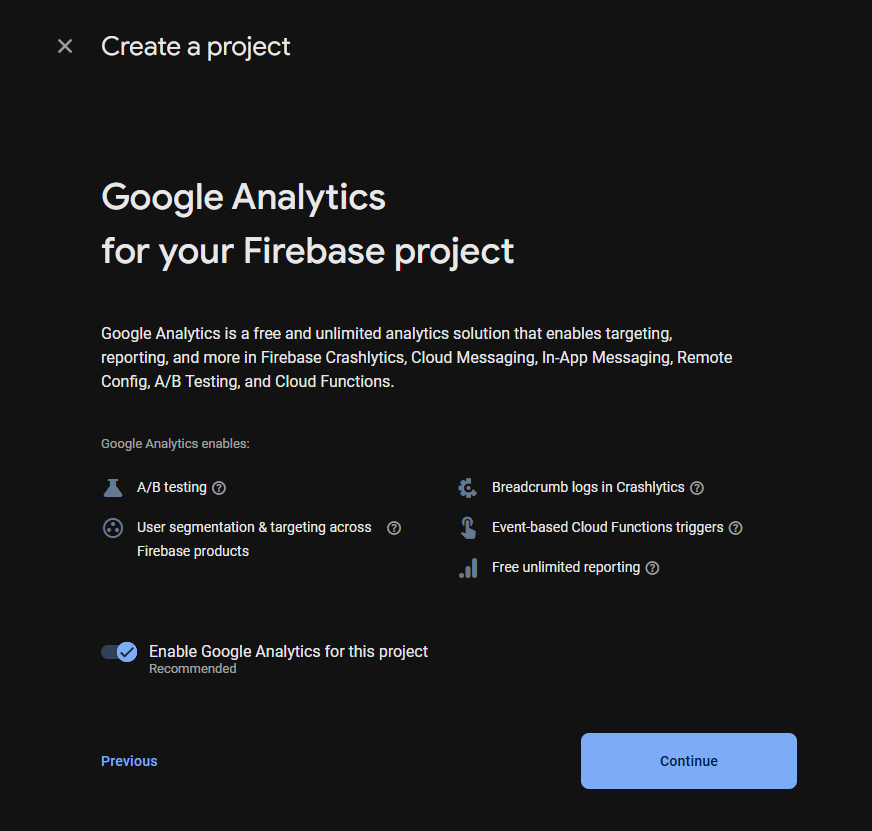 Create a project
Google Analytics
for your Firebase project
Google Analytics is a free and unlimited analytics solution that enables targeting,
reporting, and more in Firebase Crashlytics, Cloud Messaging, In-App Messaging, Remote
Config, A/B Testing, and Cloud Functions.
Google Analytics enables:
A/B testing
User segmentation & targeting across
Firebase products
Breadcrumb logs in Crashlytics
Event-based Cloud Functions triggers
Free unlimited reporting
Enable Google Analytics for this project
Recommended
Previous
Continue